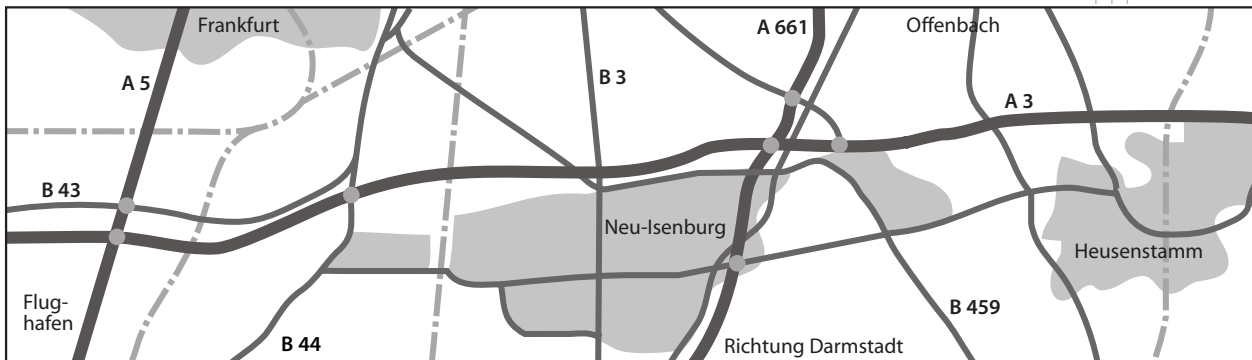 Frankfurt
A 661
Offenbach
A 5
B 3
A 3
B 43
Neu-Isenburg
Heusenstamm
Flug-
hafen
B 44
B 459
Richtung Darmstadt